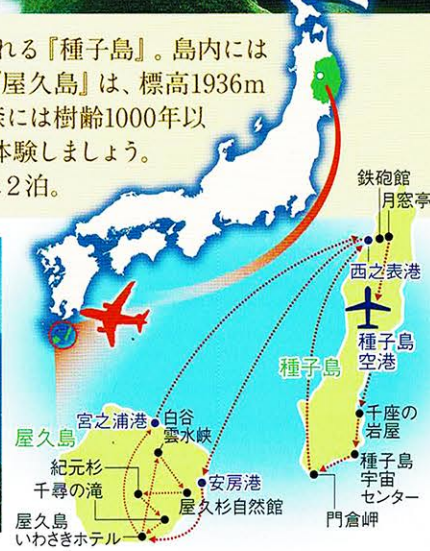 れる『種子島』。島内には
『屋久島』は、標高1936m
には樹齢1000年以
体験しましょう。
2泊。
鉄砲館
月窓亭
西之表港
種子島
空港
種子島
千座の
岩屋
種子島
宇宙
センター
門倉岬
宮之浦港
白谷
雲水峡
屋久島
紀元杉
千尋の滝
安房港
屋久杉自然館
屋久島
いわさきホテル